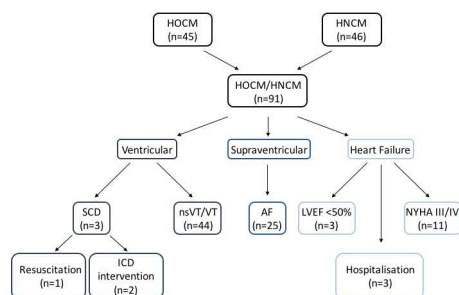 HOCM
(n=45)
HNCM
(n=46)
HOCM/HNCM
(n=91)
Ventricular
Supraventricular
Heart Failure
SCD
(n=3)
nsVT/VT
(n=44)
AF
(n=25)
LVEF <50%
(n=3)
NYHA III/IV
(n=11)
Resuscitation
(n=1)
ICD
intervention
(n=2)
Hospitalisation
(n=3)